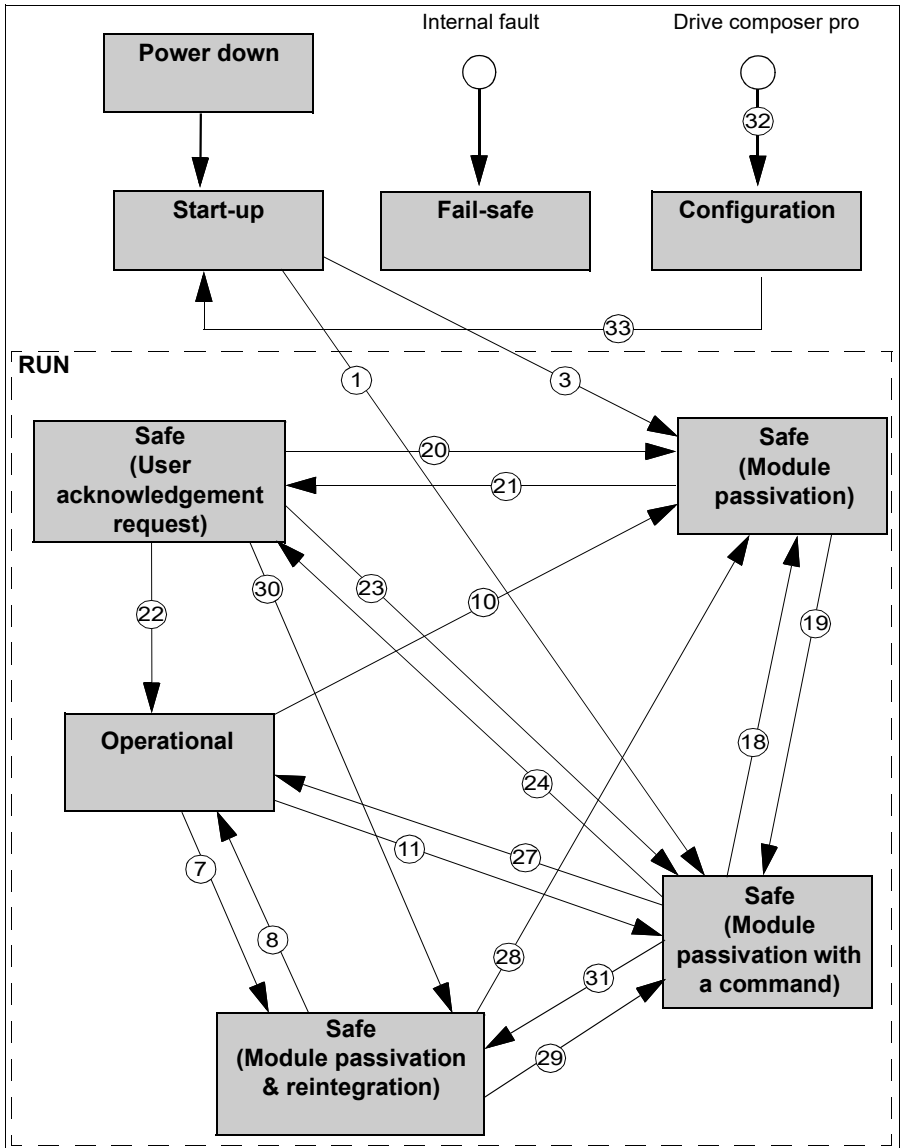 Internal fault
Drive composer pro
Power down
32
Start-up
Fail-safe
Configuration
33
RUN
1
3
Safe
(User
acknowledgement
request)
20
21
Safe
(Module
passivation)
30
23
10
22
19
Operational
18
24
11
27
7
8
28
31
29
Safe
(Module
passivation with
a command)
Safe
(Module passivation
& reintegration)